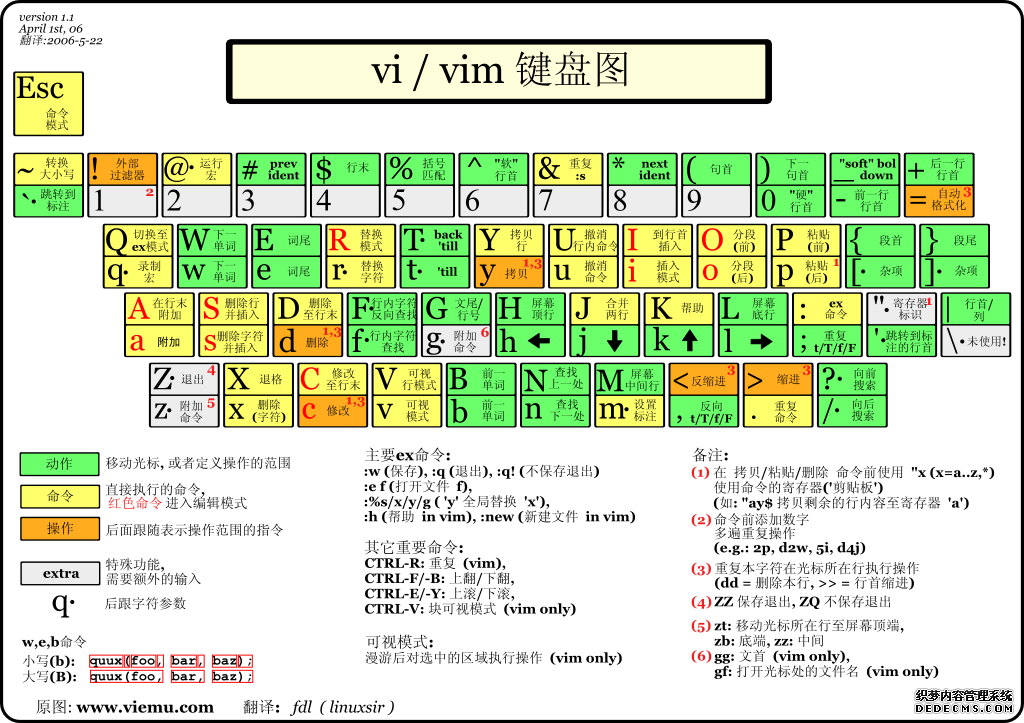 version 1.1
April 1st, 06
翻译:2006-5-22
vi / vim 键盘图
Esc 命令模式
~ 转换大小写
! 外部过滤器
@· 运行宏
# prev ident
$ 行末
% 括号匹配
^ "软"行首
& 重复 :s
* next ident
( 句首
) 下一句首
"soft" bol down _
+ 后一行行首
`· 跳转到标注
1 2
2
3
4
5
6
7
8
9
0 "硬"行首
- 前一行行首
= 自动格式化 3
Q 切换至ex模式
W 下一单词
E 词尾
R 替换模式
T· back 'till
Y 拷贝行
U 撤消行内命令
I 到行首插入
O 分段(前)
P 粘贴(前)
{ 段首
} 段尾
q· 录制宏
w 下一单词
e 词尾
r· 替换字符
t· 'till
y 拷贝 1,3
u 撤消命令
i 插入模式
o 分段(后)
p 粘贴(后) 1
[· 杂项
]· 杂项
A 在行末附加
S 删除行并插入
D 删除至行末
F· 行内字符反向查找
G 文尾/行号
H 屏幕顶行
J 合并两行
K 帮助
L 屏幕底行
: ex 命令
"· 寄存器标识 1
| 行首/列
a 附加
s 删除字符并插入
d 删除 1,3
f· 行内字符查找
g· 附加命令 6
h ←
j ↓
k ↑
l →
; 重复 t/T/f/F
'· 跳转到标注的行首
\· 未使用!
Z· 退出 4
X 退格
C 修改至行末
V 可视行模式
B 前一单词
N 查找上一处
M 屏幕中间行
< 反缩进 3
> 缩进 3
?· 向前搜索
z· 附加命令 5
x 删除(字符)
c 修改 1,3
v 可视模式
b 前一单词
n 查找下一处
m· 设置标注
, 反向 t/T/f/F
. 重复命令
/· 向后搜索
动作 移动光标, 或者定义操作的范围
命令 直接执行的命令,
红色命令 进入编辑模式
操作 后面跟随表示操作范围的指令
extra 特殊功能,
需要额外的输入
q· 后跟字符参数
w,e,b命令
小写(b): quux(foo, bar, baz);
大写(B): quux(foo, bar, baz);
主要ex命令:
:w (保存), :q (退出), :q! (不保存退出)
:e f (打开文件 f),
:%s/x/y/g ( 'y' 全局替换 'x'),
:h (帮助 in vim), :new (新建文件 in vim)
其它重要命令:
CTRL-R: 重复 (vim),
CTRL-F/-B: 上翻/下翻,
CTRL-E/-Y: 上滚/下滚,
CTRL-V: 块可视模式 (vim only)
可视模式:
漫游后对选中的区域执行操作 (vim only)
备注:
(1) 在 拷贝/粘贴/删除 命令前使用 "x (x=a..z,*)
使用命令的寄存器('剪贴板')
(如: "ay$ 拷贝剩余的行内容至寄存器 'a')
(2) 命令前添加数字
多遍重复操作
(e.g.: 2p, d2w, 5i, d4j)
(3) 重复本字符在光标所在行执行操作
(dd = 删除本行, >> = 行首缩进)
(4) ZZ 保存退出, ZQ 不保存退出
(5) zt: 移动光标所在行至屏幕顶端,
zb: 底端, zz: 中间
(6) gg: 文首 (vim only),
gf: 打开光标处的文件名 (vim only)
原图: www.viemu.com 翻译: fdl ( linuxsir )
织梦内容管理系统
DEDECMS.COM